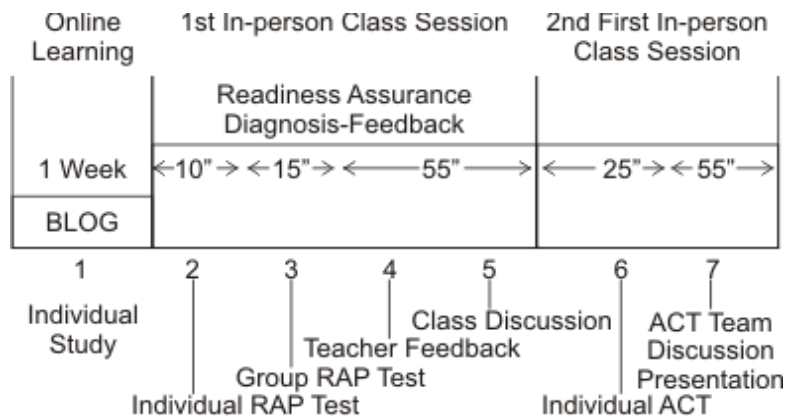 Online
Learning
1st In-person Class Session
2nd First In-person
Class Session
Readiness Assurance
Diagnosis-Feedback
1 Week
10”
15”
55”
25”
55”
BLOG
1
2
3
4
5
6
7
Individual
Study
Class Discussion
Teacher Feedback
Group RAP Test
Individual RAP Test
ACT Team
Discussion
Presentation
Individual ACT